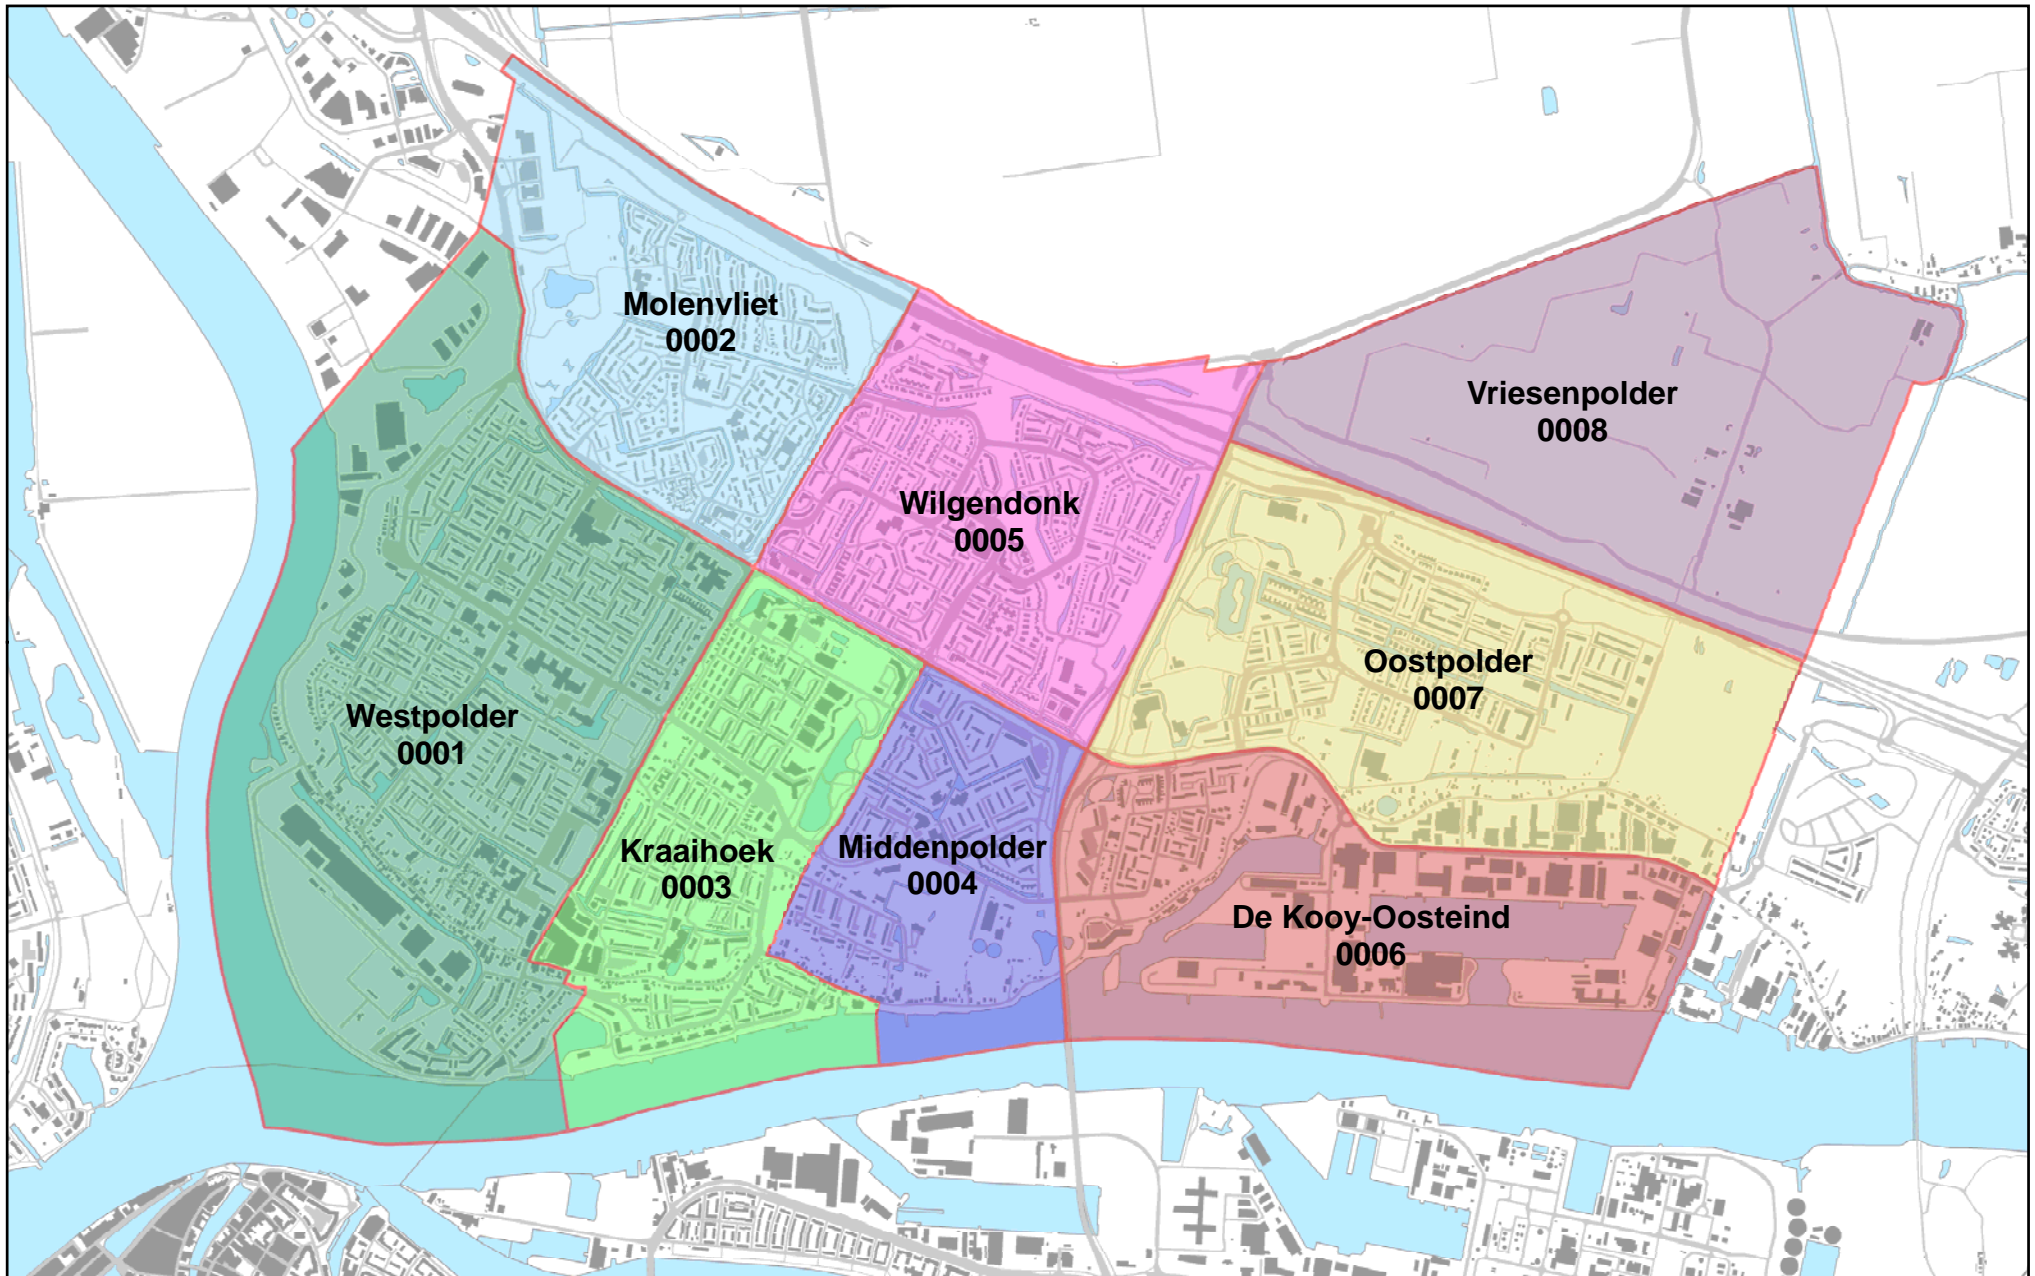 Molenvliet
0002
Vriesenpolder
0008
Wilgendonk
0005
Oostpolder
0007
Westpolder
0001
Kraaihoek
0003
Middenpolder
0004
De Kooy-Oosteind
0006